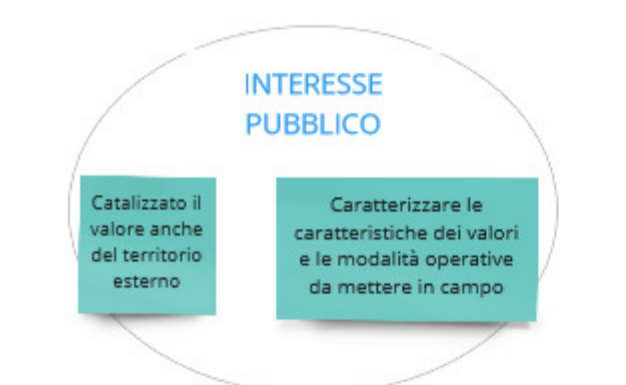 INTERESSE
PUBBLICO
Catalizzato il
valore anche
del territorio
esterno
Caratterizzare le
caratteristiche dei valori
e le modalità operative
da mettere in campo